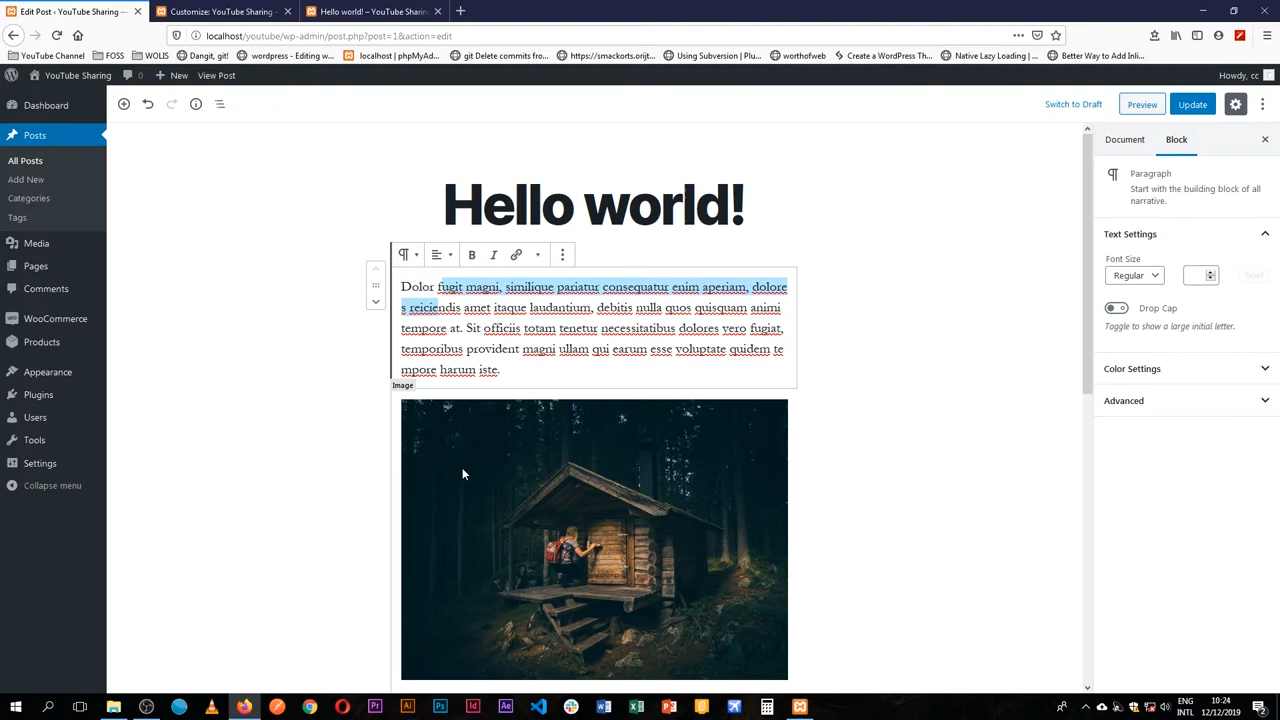 Edit Post ‹ YouTube Sharing —
Customize: YouTube Sharing –
Hello world! – YouTube Sharing
localhost/youtube/wp-admin/post.php?post=1&action=edit
YouTube Channel
FOSS
WOLIS
Dangit, git!
wordpress - Editing w...
localhost | phpMyAd...
git Delete commits fro...
https://smackorts.orijt...
Using Subversion | Plu...
worthofweb
Create a WordPress Th...
Native Lazy Loading | ...
Better Way to Add Inli...
YouTube Sharing
0
New
View Post
Howdy, cc
Dashboard
Posts
All Posts
Add New
Categories
Tags
Media
Pages
Comments
WooCommerce
Products
Appearance
Plugins
Users
Tools
Settings
Collapse menu
Switch to Draft
Preview
Update
Hello world!
B
I
Dolor fugit magni, similique pariatur consequatur enim aperiam, dolore
s reiciendis amet itaque laudantium, debitis nulla quos quisquam animi
tempore at. Sit officiis totam tenetur necessitatibus dolores vero fugiat,
temporibus provident magni ullam qui earum esse voluptate quidem te
mpore harum iste.
Image
Document
Block
Paragraph
Start with the building block of all
narrative.
Text Settings
Font Size
Regular
Reset
Drop Cap
Toggle to show a large initial letter.
Color Settings
Advanced
ENG
INTL
10:24
12/12/2019